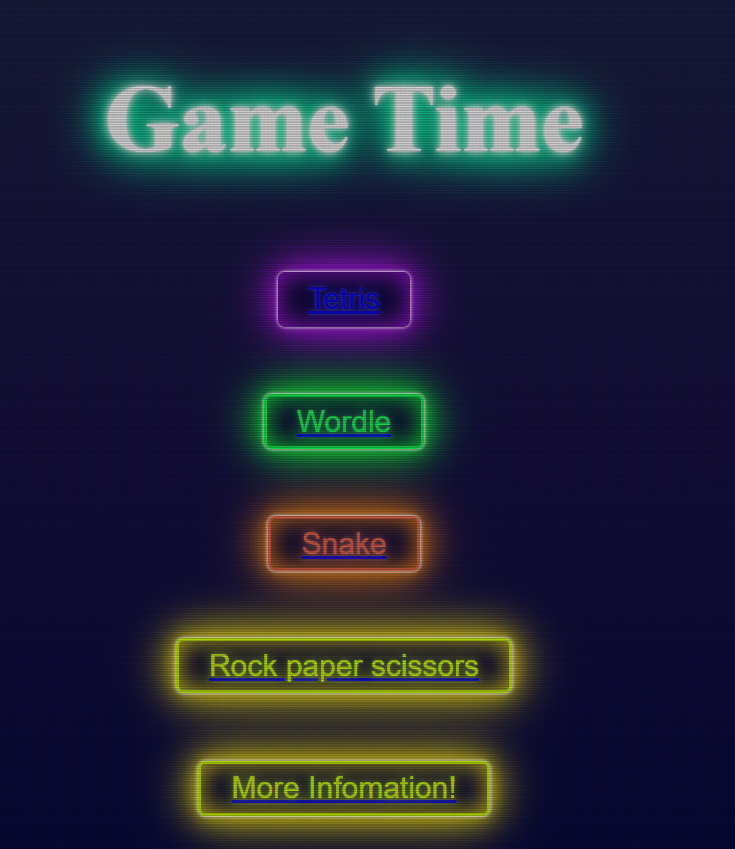 Game Time
Tetris
Wordle
Snake
Rock paper scissors
More Infomation!